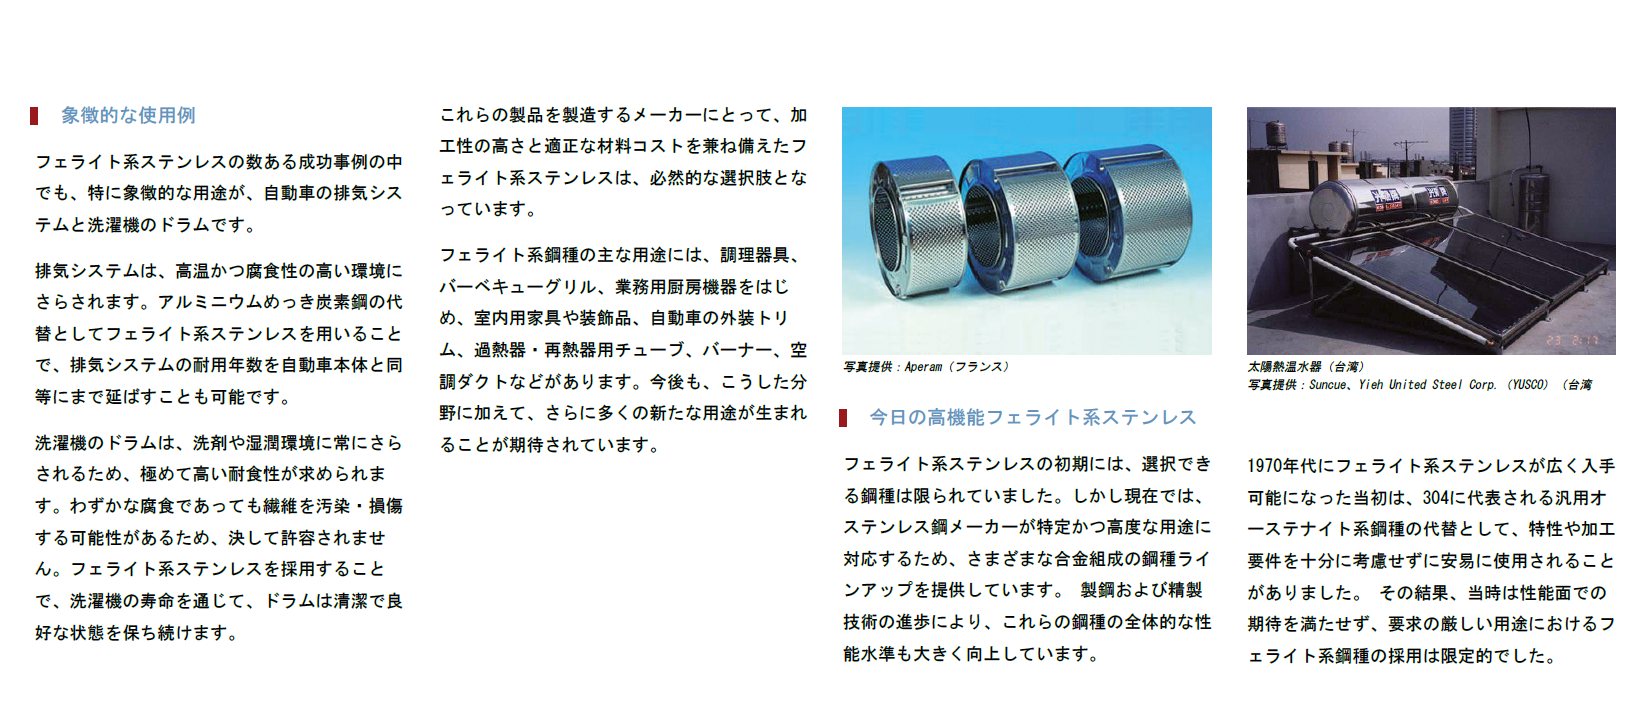 象徴的な使用例
フェライト系ステンレスの数ある成功事例の中
でも、特に象徴的な用途が、自動車の排気シス
テムと洗濯機のドラムです。
排気システムは、高温かつ腐食性の高い環境に
さらされます。アルミニウムめっき炭素鋼の代
替としてフェライト系ステンレスを用いること
で、排気システムの耐用年数を自動車本体と同
等にまで延ばすことも可能です。
洗濯機のドラムは、洗剤や湿潤環境に常にさら
されるため、極めて高い耐食性が求められま
す。わずかな腐食であっても繊維を汚染・損傷
する可能性があるため、決して許容されませ
ん。フェライト系ステンレスを採用すること
で、洗濯機の寿命を通じて、ドラムは清潔で良
好な状態を保ち続けます。
これらの製品を製造するメーカーにとって、加
工性の高さと適正な材料コストを兼ね備えたフ
ェライト系ステンレスは、必然的な選択肢とな
っています。
フェライト系鋼種の主な用途には、調理器具、
バーベキューグリル、業務用厨房機器をはじ
め、室内用家具や装飾品、自動車の外装トリ
ム、過熱器・再熱器用チューブ、バーナー、空
調ダクトなどがあります。今後も、こうした分
野に加えて、さらに多くの新たな用途が生まれ
ることが期待されています。
写真提供：Aperam（フランス）
今日の高機能フェライト系ステンレス
フェライト系ステンレスの初期には、選択でき
る鋼種は限られていました。しかし現在では、
ステンレス鋼メーカーが特定かつ高度な用途に
対応するため、さまざまな合金組成の鋼種ライ
ンアップを提供しています。 製鋼および精製
技術の進歩により、これらの鋼種の全体的な性
能水準も大きく向上しています。
太陽熱温水器（台湾）
写真提供：Suncue、Yieh United Steel Corp.（YUSCO）（台湾
1970年代にフェライト系ステンレスが広く入手
可能になった当初は、304に代表される汎用オ
ーステナイト系鋼種の代替として、特性や加工
要件を十分に考慮せずに安易に使用されること
がありました。 その結果、当時は性能面での
期待を満たせず、要求の厳しい用途におけるフ
ェライト系鋼種の採用は限定的でした。